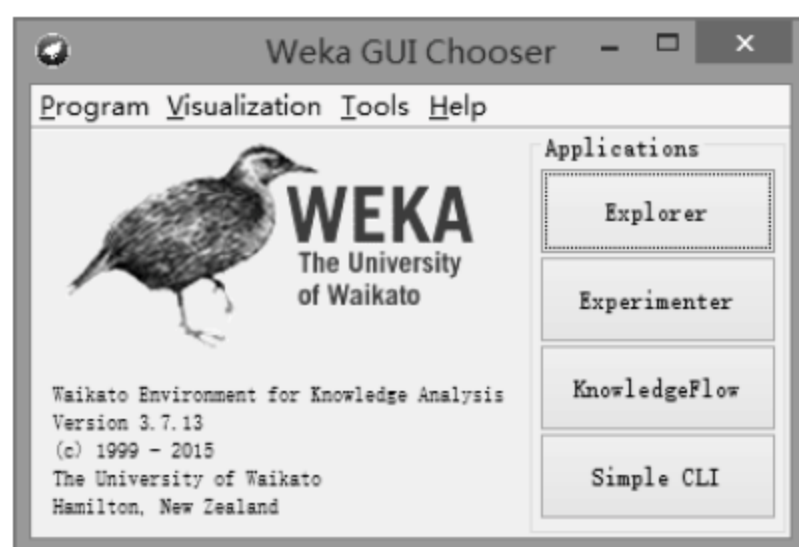 Weka GUI Chooser
Program Visualization Tools Help
WEKA
The University
of Waikato
Waikato Environment for Knowledge Analysis
Version 3.7.13
(c) 1999 - 2015
The University of Waikato
Hamilton, New Zealand
Applications
Explorer
Experimenter
KnowledgeFlow
Simple CLI